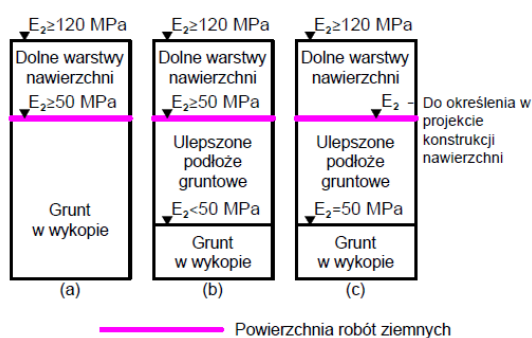 E₂≥120 MPa
Dolne warstwy
nawierzchni
E₂≥50 MPa
Grunt
w wykopie
(a)
E₂≥120 MPa
Dolne warstwy
nawierzchni
E₂≥50 MPa
Ulepszone
podłoże
gruntowe
E₂<50 MPa
Grunt
w wykopie
(b)
E₂≥120 MPa
Dolne warstwy
nawierzchni
E₂ - Do określenia w
projekcie
konstrukcji
nawierzchni
Ulepszone
podłoże
gruntowe
E₂=50 MPa
Grunt
w wykopie
(c)
Powierzchnia robót ziemnych